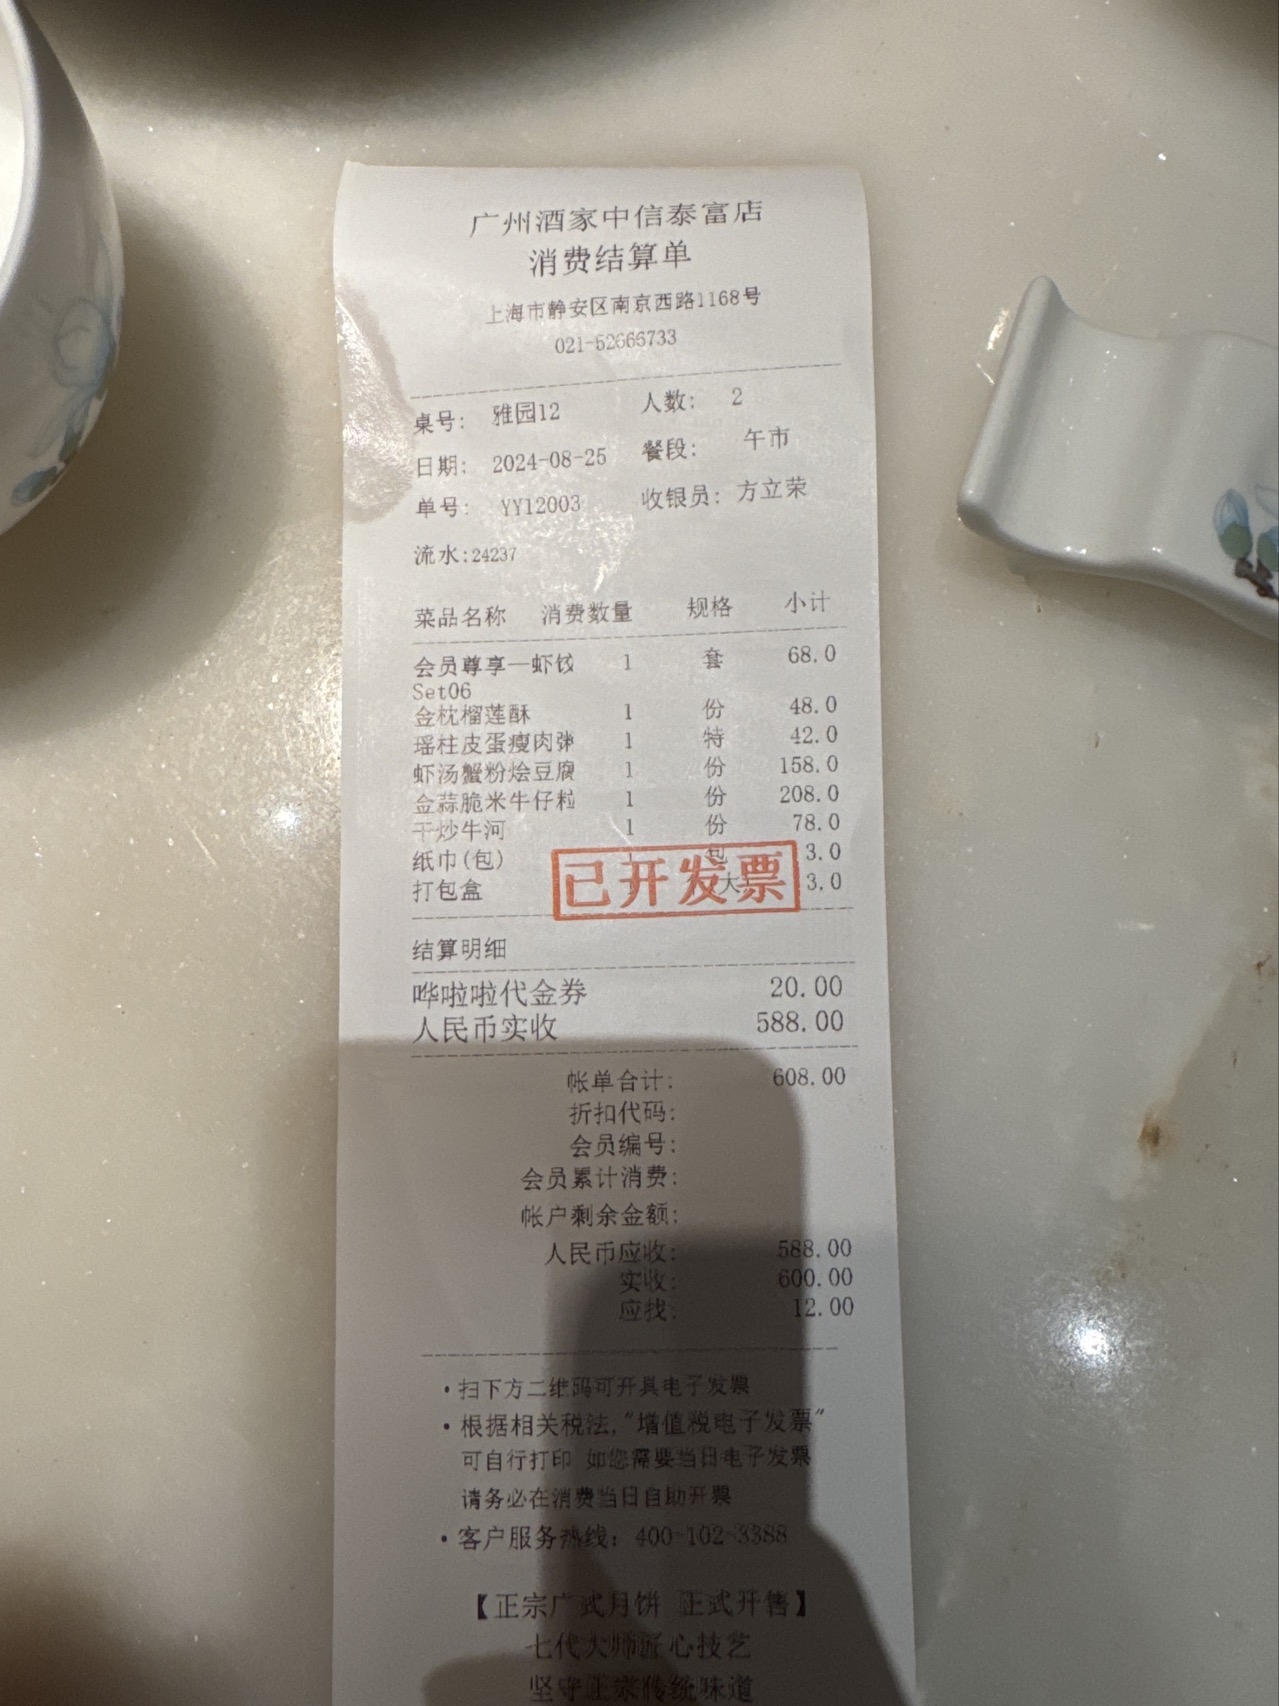 广州酒家中信泰富店
消费结算单
上海市静安区南京西路1168号
021-52666733
桌号: 雅园12 人数: 2
日期: 2024-08-25 餐段: 午市
单号: YY12003 收银员: 方立荣
流水:24237
菜品名称 消费数量 规格 小计
会员尊享—虾饺 1 套 68.0
Set06
金枕榴莲酥 1 份 48.0
瑶柱皮蛋瘦肉粥 1 特 42.0
虾汤蟹粉烩豆腐 1 份 158.0
金蒜脆米牛仔粒 1 份 208.0
干炒牛河 1 份 78.0
纸巾(包) 1 包 3.0
打包盒 大 3.0
已开发票
结算明细
哗啦啦代金券 20.00
人民币实收 588.00
帐单合计: 608.00
折扣代码:
会员编号:
会员累计消费:
帐户剩余金额:
人民币应收: 588.00
实收: 600.00
应找: 12.00
·扫下方二维码可开具电子发票
·根据相关税法,"增值税电子发票"
可自行打印 如您需要当日电子发票
请务必在消费当日自助开票
·客户服务热线: 400-102-3388
【正宗广式月饼 正式开售】
七代大师匠心技艺
坚守正宗传统味道